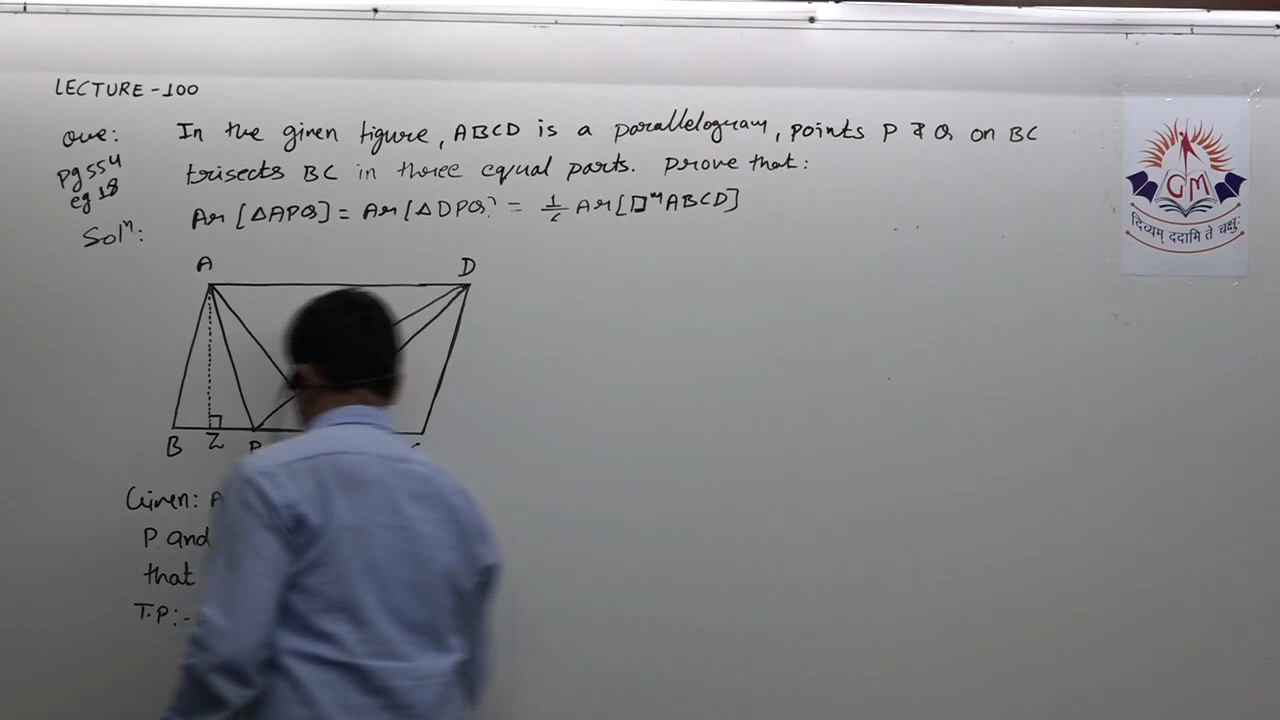 LECTURE - 100
Que: In the given figure, ABCD is a parallelogram, points P & Q on BC
pg 554
trisects BC in three equal parts. Prove that:
eg 18
Ar [△APQ] = Ar [△DPQ] = 1/6 Ar [□ᵐ ABCD]
Solⁿ:
A D
B Z P
Given: A
P and
that
T.P:-
GM
दिव्यम् ददामि ते चक्षुः